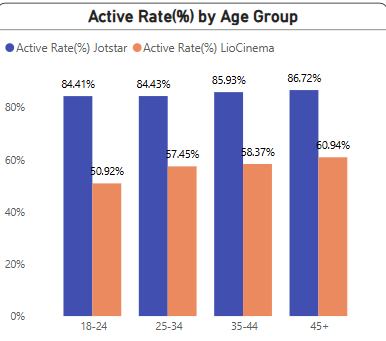 Active Rate(%) by Age Group
Active Rate(%) Jotstar Active Rate(%) LioCinema
84.41% 84.43% 85.93% 86.72%
80%
50.92% 57.45% 58.37% 60.94%
60%
40%
20%
0%
18-24 25-34 35-44 45+